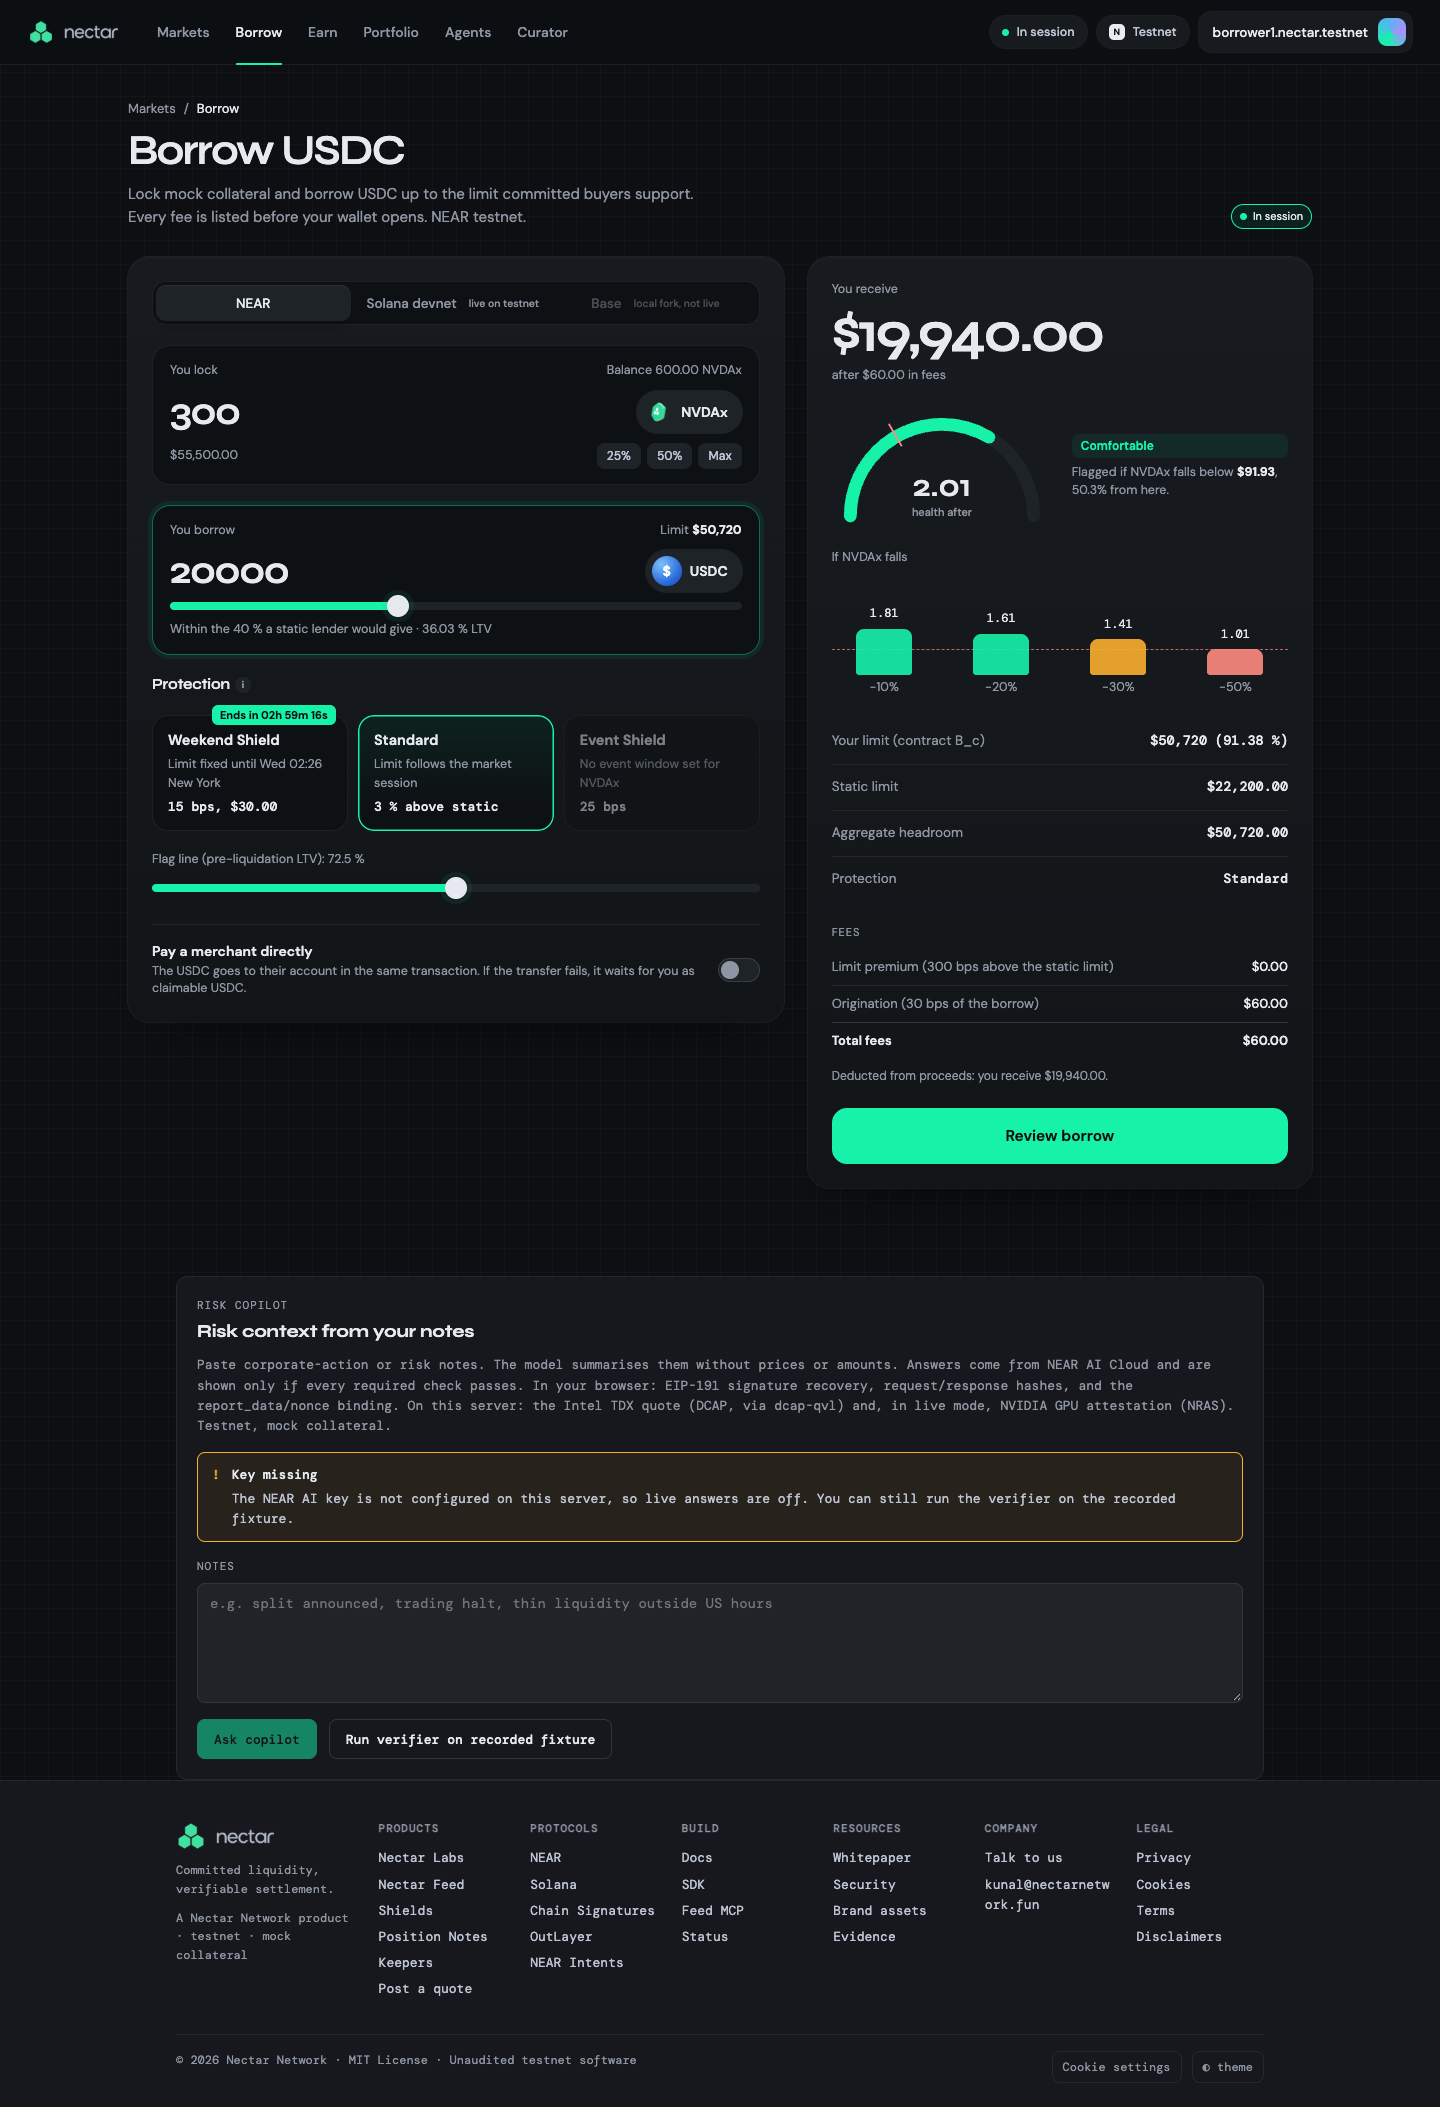 nectar
Markets
Borrow
Earn
Portfolio
Agents
Curator
In session
N Testnet
borrower1.nectar.testnet
Markets / Borrow
Borrow USDC
Lock mock collateral and borrow USDC up to the limit committed buyers support.
Every fee is listed before your wallet opens. NEAR testnet.
In session
NEAR
Solana devnet live on testnet
Base local fork, not live
You lock
Balance 600.00 NVDAx
300
NVDAx
$55,500.00
25%
50%
Max
You borrow
Limit $50,720
20000
$ USDC
Within the 40 % a static lender would give · 36.03 % LTV
Protection i
Ends in 02h 59m 16s
Weekend Shield
Limit fixed until Wed 02:26
New York
15 bps, $30.00
Standard
Limit follows the market
session
3 % above static
Event Shield
No event window set for
NVDAx
25 bps
Flag line (pre-liquidation LTV): 72.5 %
Pay a merchant directly
The USDC goes to their account in the same transaction. If the transfer fails, it waits for you as
claimable USDC.
You receive
$19,940.00
after $60.00 in fees
2.01
health after
Comfortable
Flagged if NVDAx falls below $91.93,
50.3% from here.
If NVDAx falls
1.81
1.61
1.41
1.01
-10%
-20%
-30%
-50%
Your limit (contract B_c)
$50,720 (91.38 %)
Static limit
$22,200.00
Aggregate headroom
$50,720.00
Protection
Standard
FEES
Limit premium (300 bps above the static limit)
$0.00
Origination (30 bps of the borrow)
$60.00
Total fees
$60.00
Deducted from proceeds: you receive $19,940.00.
Review borrow
RISK COPILOT
Risk context from your notes
Paste corporate-action or risk notes. The model summarises them without prices or amounts. Answers come from NEAR AI Cloud and are
shown only if every required check passes. In your browser: EIP-191 signature recovery, request/response hashes, and the
report_data/nonce binding. On this server: the Intel TDX quote (DCAP, via dcap-qvl) and, in live mode, NVIDIA GPU attestation (NRAS).
Testnet, mock collateral.
! Key missing
The NEAR AI key is not configured on this server, so live answers are off. You can still run the verifier on the recorded
fixture.
NOTES
e.g. split announced, trading halt, thin liquidity outside US hours
Ask copilot
Run verifier on recorded fixture
nectar
Committed liquidity,
verifiable settlement.
A Nectar Network product
· testnet · mock
collateral
PRODUCTS
Nectar Labs
Nectar Feed
Shields
Position Notes
Keepers
Post a quote
PROTOCOLS
NEAR
Solana
Chain Signatures
OutLayer
NEAR Intents
BUILD
Docs
SDK
Feed MCP
Status
RESOURCES
Whitepaper
Security
Brand assets
Evidence
COMPANY
Talk to us
kunal@nectarnetw
ork.fun
LEGAL
Privacy
Cookies
Terms
Disclaimers
© 2026 Nectar Network · MIT License · Unaudited testnet software
Cookie settings
◐ theme